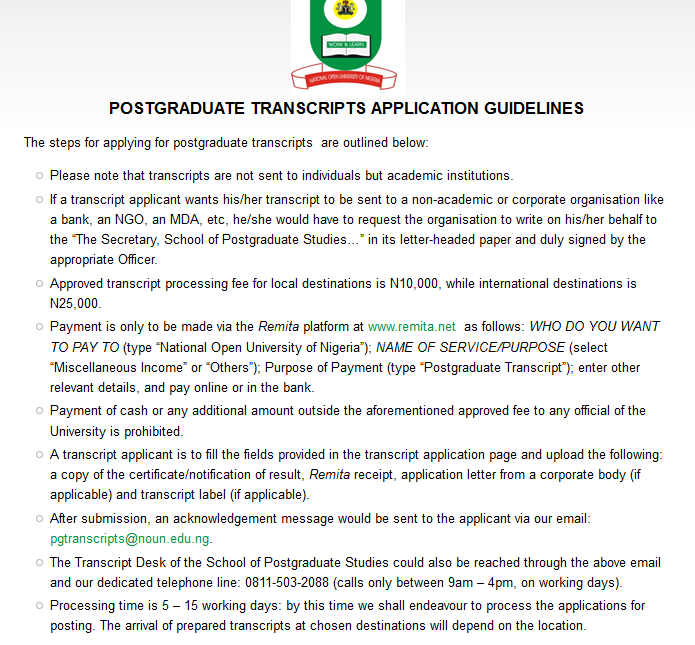 WORK & LEARN
NATIONAL OPEN UNIVERSITY OF NIGERIA
POSTGRADUATE TRANSCRIPTS APPLICATION GUIDELINES
The steps for applying for postgraduate transcripts are outlined below:
Please note that transcripts are not sent to individuals but academic institutions.
If a transcript applicant wants his/her transcript to be sent to a non-academic or corporate organisation like
a bank, an NGO, an MDA, etc, he/she would have to request the organisation to write on his/her behalf to
the “The Secretary, School of Postgraduate Studies…” in its letter-headed paper and duly signed by the
appropriate Officer.
Approved transcript processing fee for local destinations is N10,000, while international destinations is
N25,000.
Payment is only to be made via the Remita platform at www.remita.net as follows: WHO DO YOU WANT
TO PAY TO (type “National Open University of Nigeria”); NAME OF SERVICE/PURPOSE (select
“Miscellaneous Income” or “Others”); Purpose of Payment (type “Postgraduate Transcript”); enter other
relevant details, and pay online or in the bank.
Payment of cash or any additional amount outside the aforementioned approved fee to any official of the
University is prohibited.
A transcript applicant is to fill the fields provided in the transcript application page and upload the following:
a copy of the certificate/notification of result, Remita receipt, application letter from a corporate body (if
applicable) and transcript label (if applicable).
After submission, an acknowledgement message would be sent to the applicant via our email:
pgtranscripts@noun.edu.ng.
The Transcript Desk of the School of Postgraduate Studies could also be reached through the above email
and our dedicated telephone line: 0811-503-2088 (calls only between 9am – 4pm, on working days).
Processing time is 5 – 15 working days: by this time we shall endeavour to process the applications for
posting. The arrival of prepared transcripts at chosen destinations will depend on the location.